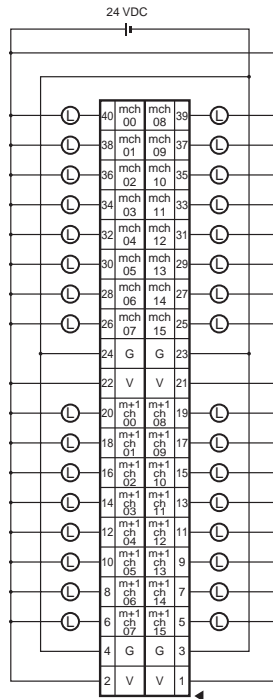 24 VDC
L 40 mch 00 mch 08 39 L
L 38 mch 01 mch 09 37 L
L 36 mch 02 mch 10 35 L
L 34 mch 03 mch 11 33 L
L 32 mch 04 mch 12 31 L
L 30 mch 05 mch 13 29 L
L 28 mch 06 mch 14 27 L
L 26 mch 07 mch 15 25 L
24 G G 23
22 V V 21
L 20 m+1 ch 00 m+1 ch 08 19 L
L 18 m+1 ch 01 m+1 ch 09 17 L
L 16 m+1 ch 02 m+1 ch 10 15 L
L 14 m+1 ch 03 m+1 ch 11 13 L
L 12 m+1 ch 04 m+1 ch 12 11 L
L 10 m+1 ch 05 m+1 ch 13 9 L
L 8 m+1 ch 06 m+1 ch 14 7 L
L 6 m+1 ch 07 m+1 ch 15 5 L
4 G G 3
2 V V 1